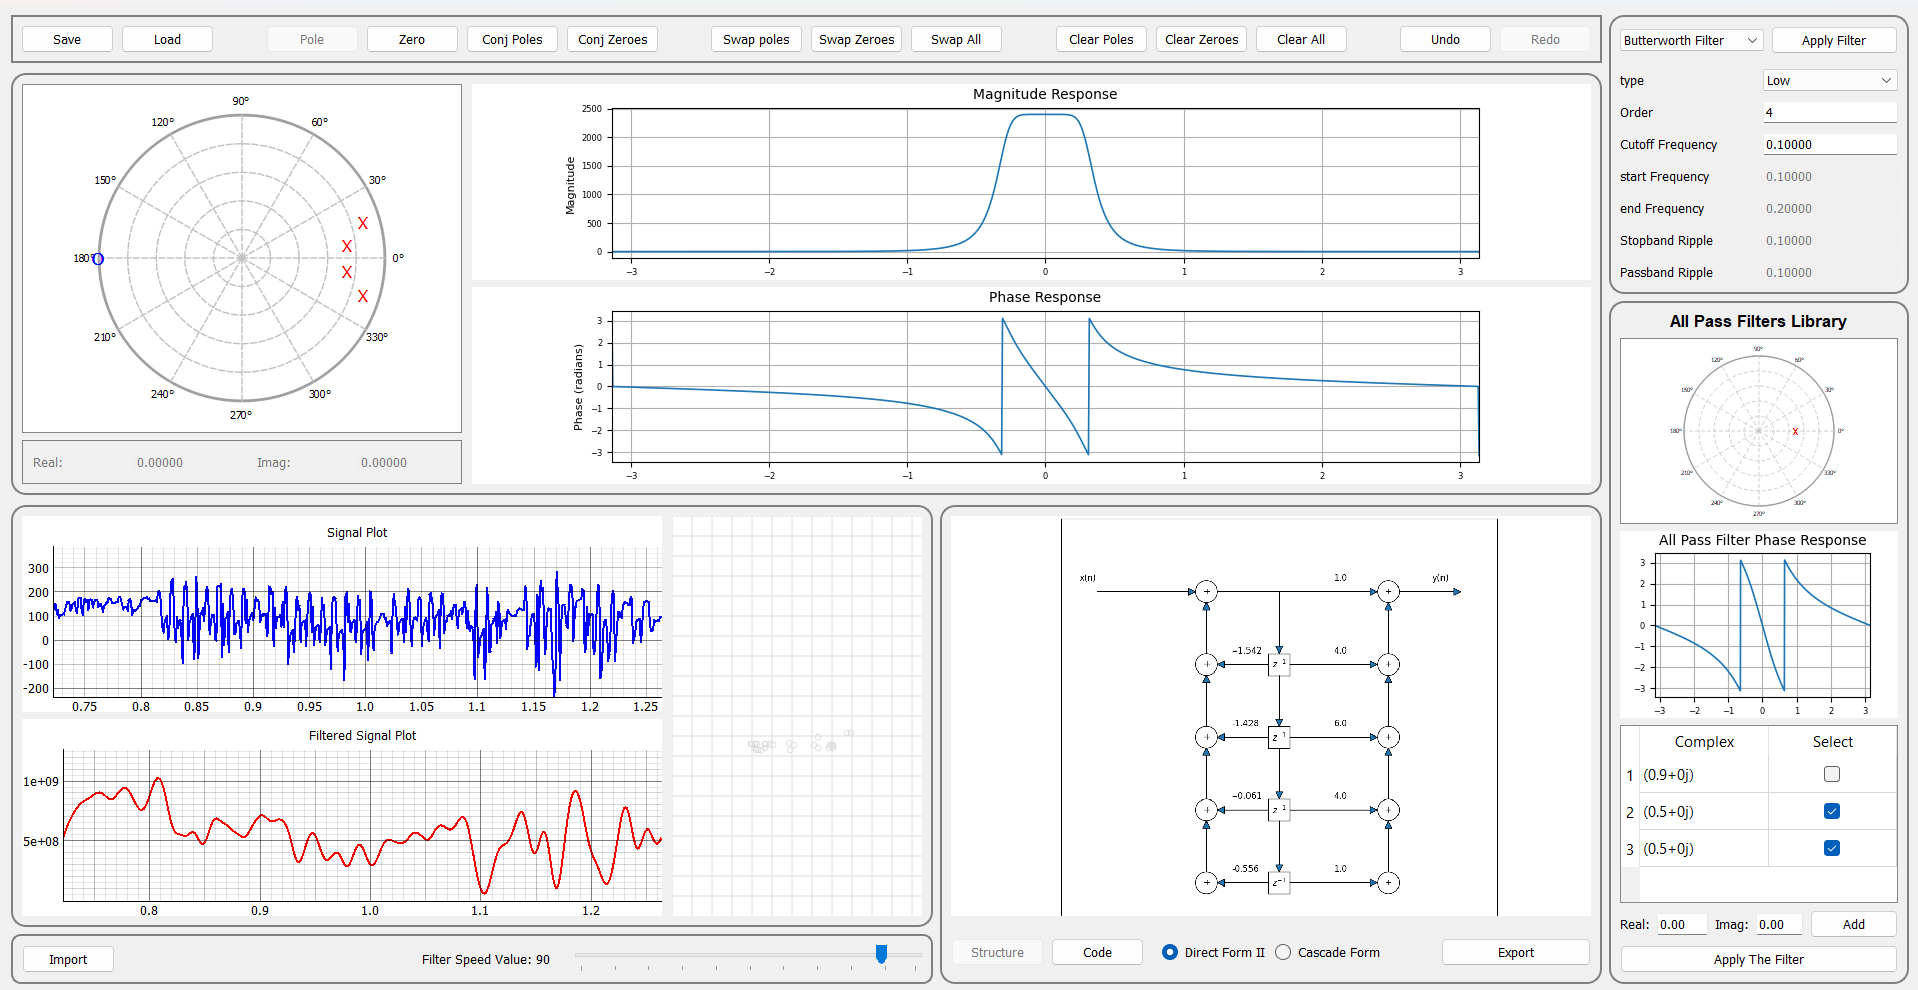 Save Load Pole Zero Conj Poles Conj Zeroes Swap poles Swap Zeroes Swap All Clear Poles Clear Zeroes Clear All Undo Redo
90°
120° 60°
150° 30°
180° 0°
210° 330°
240° 300°
270°
Real: 0.00000 Imag: 0.00000
Magnitude Response
Magnitude
2500
2000
1500
1000
500
0
−3 −2 −1 0 1 2 3
Phase Response
Phase (radians)
3
2
1
0
−1
−2
−3
−3 −2 −1 0 1 2 3
Butterworth Filter Apply Filter
type Low
Order 4
Cutoff Frequency 0.10000
start Frequency 0.10000
end Frequency 0.20000
Stopband Ripple 0.10000
Passband Ripple 0.10000
All Pass Filters Library
90°
120° 60°
150° 30°
180° 0°
210° 330°
240° 300°
270°
All Pass Filter Phase Response
3
2
1
0
−1
−2
−3
−3 −2 −1 0 1 2 3
Complex Select
1 (0.9+0j)
2 (0.5+0j)
3 (0.5+0j)
Real: 0.00 Imag: 0.00 Add
Apply The Filter
Signal Plot
300
200
100
0
-100
-200
0.75 0.8 0.85 0.9 0.95 1.0 1.05 1.1 1.15 1.2 1.25
Filtered Signal Plot
1e+09
5e+08
0.8 0.9 1.0 1.1 1.2
Import Filter Speed Value: 90
x(n) 1.0 y(n)
+ +
−1.542 4.0
+ z⁻¹ +
-1.428 6.0
+ z⁻¹ +
−0.061 4.0
+ z⁻¹ +
-0.556 1.0
+ z⁻¹ +
Structure Code Direct Form II Cascade Form Export